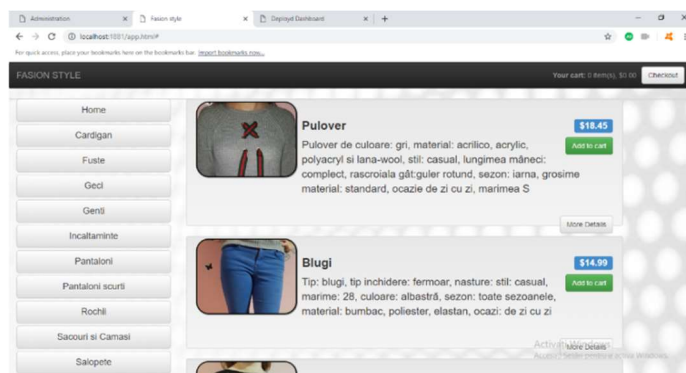 Administration
Fasion style
Deployd Dashboard
localhost:8881/app.html#
For quick access, place your bookmarks here on the bookmarks bar. Import bookmarks now...
FASION STYLE
Your cart: 0 item(s), $0.00
Checkout
Home
Cardigan
Fuste
Geci
Genti
Incaltaminte
Pantaloni
Pantaloni scurti
Rochii
Sacouri si Camasi
Salopete
Pulover
$18.45
Pulover de culoare: gri, material: acrilico, acrylic,
Add to cart
polyacryl si lana-wool, stil: casual, lungimea mâneci:
complect, rascroiala gât:guler rotund, sezon: iarna, grosime
material: standard, ocazie de zi cu zi, marimea S
More Details
Blugi
$14.99
Tip: blugi, tip inchidere: fermoar, nasture: stil: casual,
Add to cart
marime: 28, culoare: albastră, sezon: toate sezoanele,
material: bumbac, poliester, elastan, ocazi: de zi cu zi
More Details